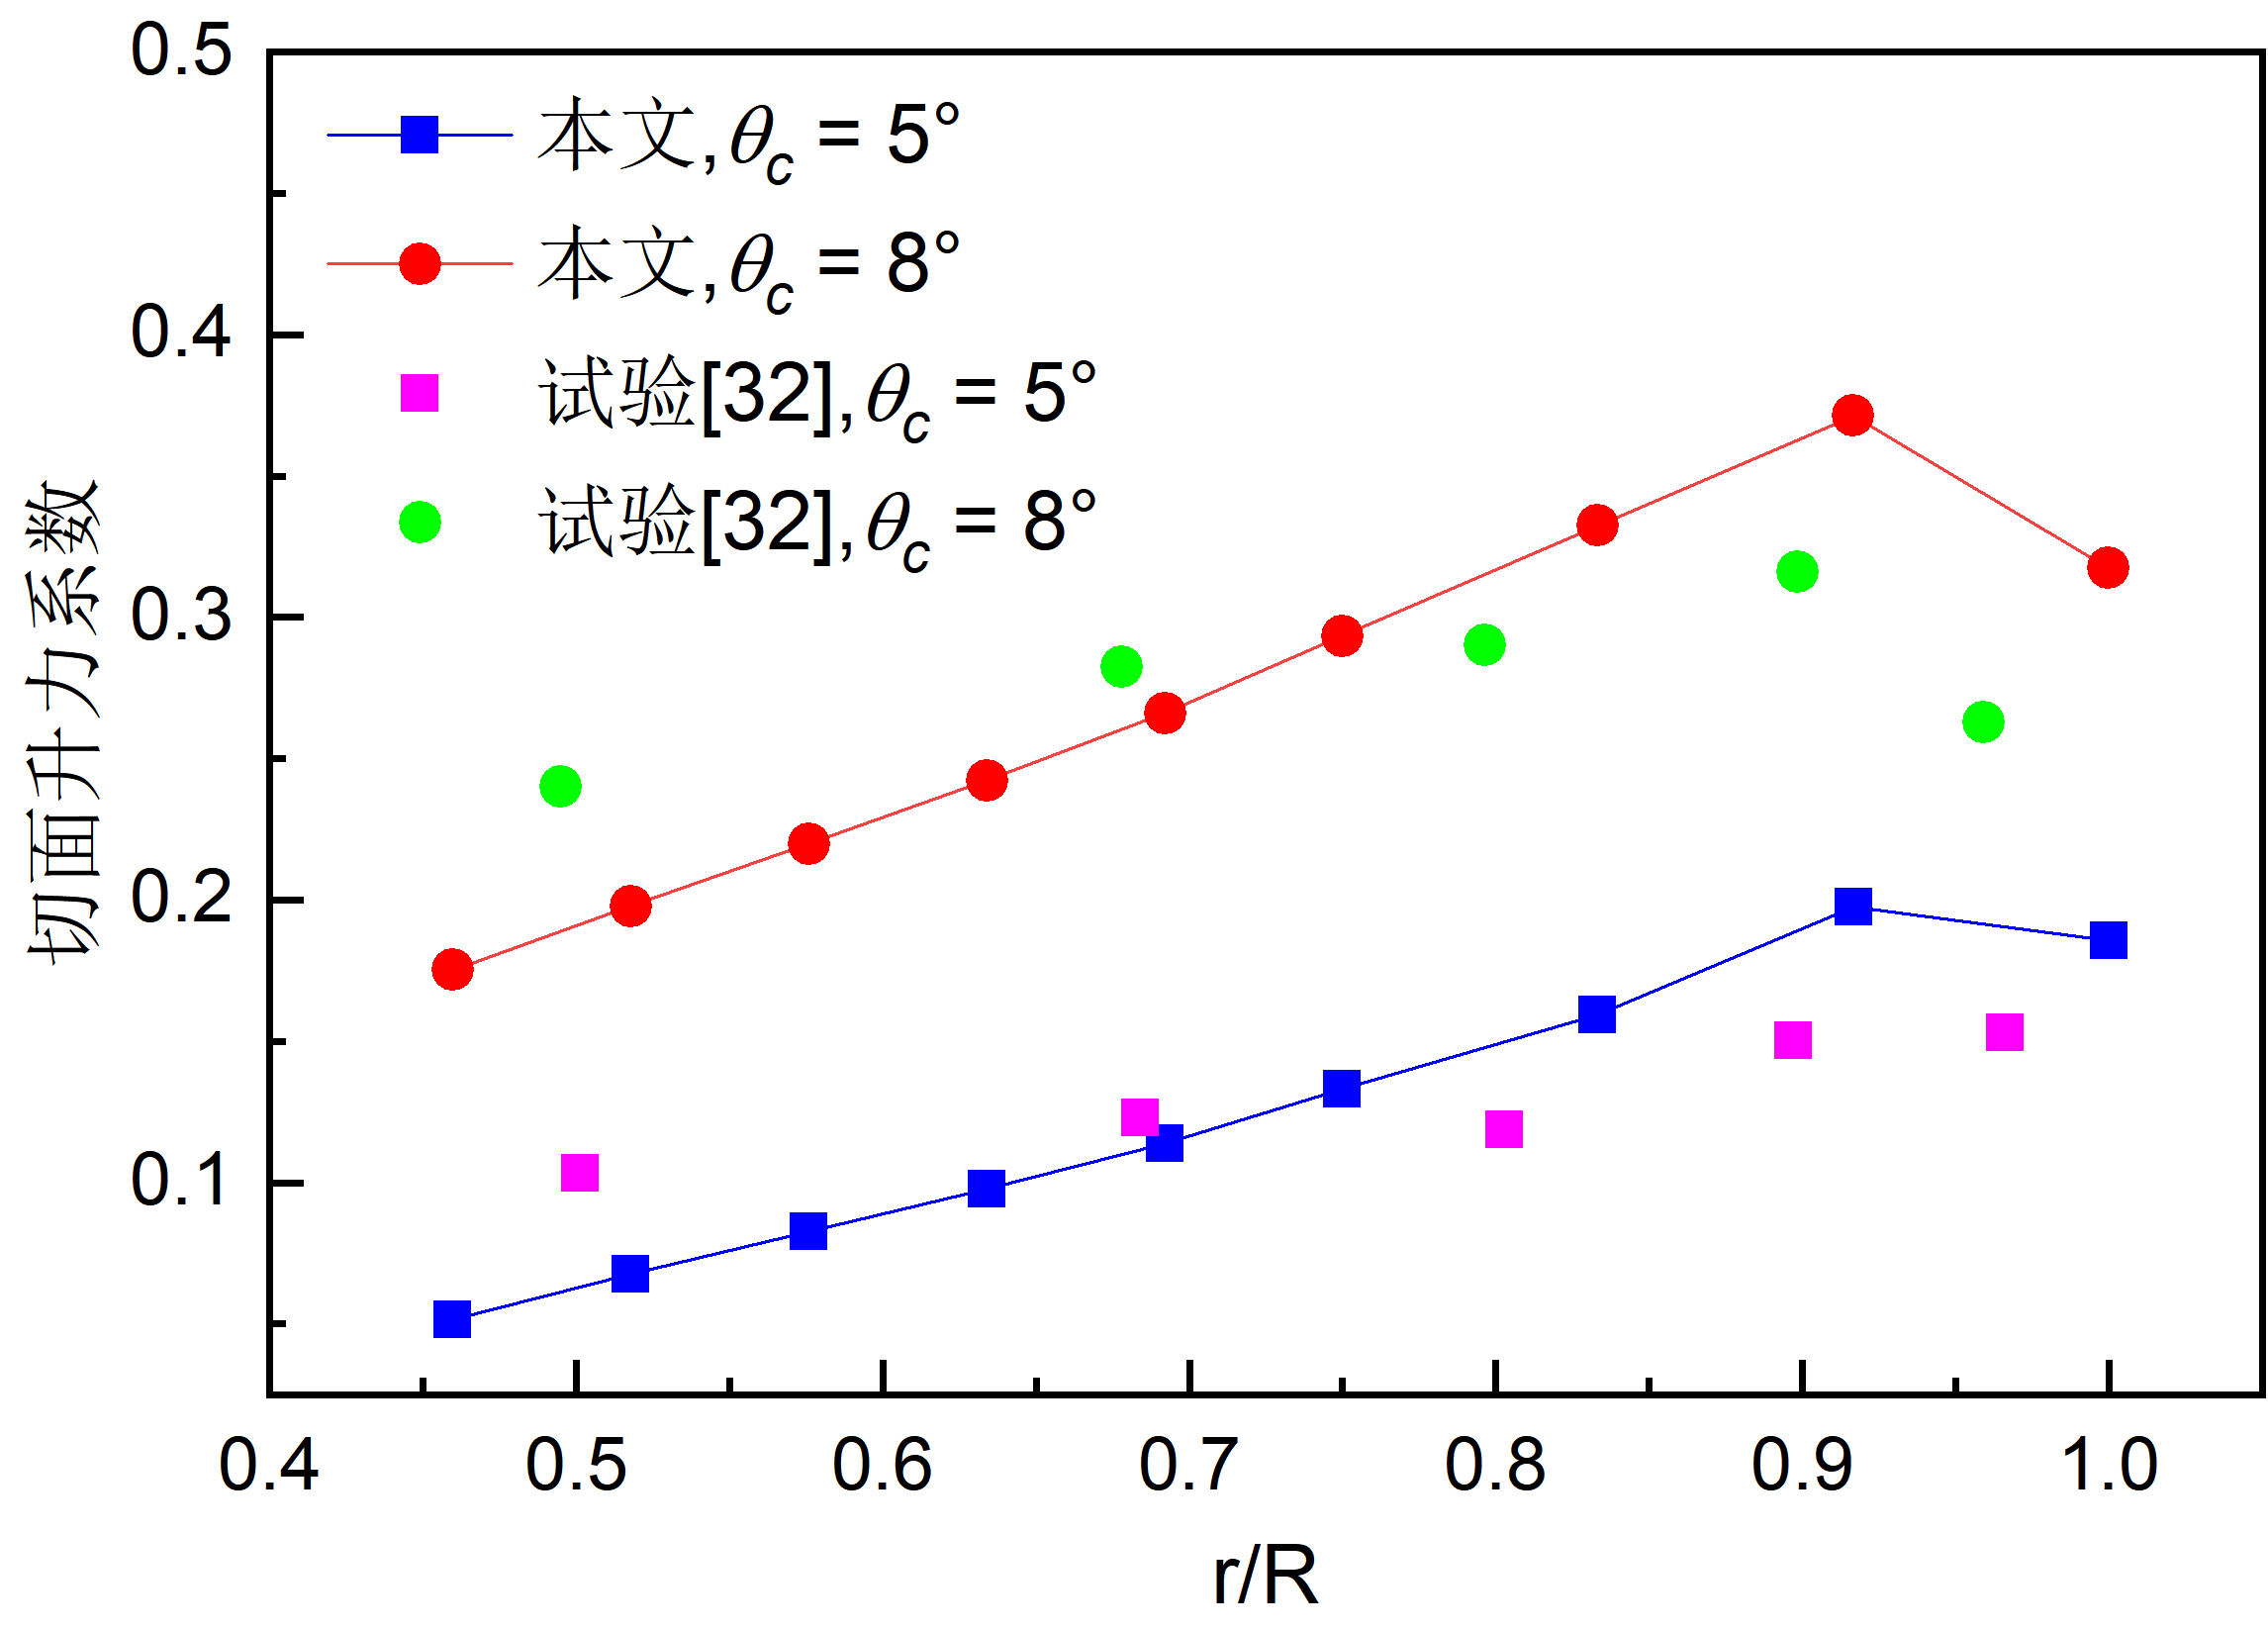 0.5
0.4
0.3
0.2
0.1
切面升力系数
本文,θc = 5°
本文,θc = 8°
试验[32],θc = 5°
试验[32],θc = 8°
0.4 0.5 0.6 0.7 0.8 0.9 1.0
r/R